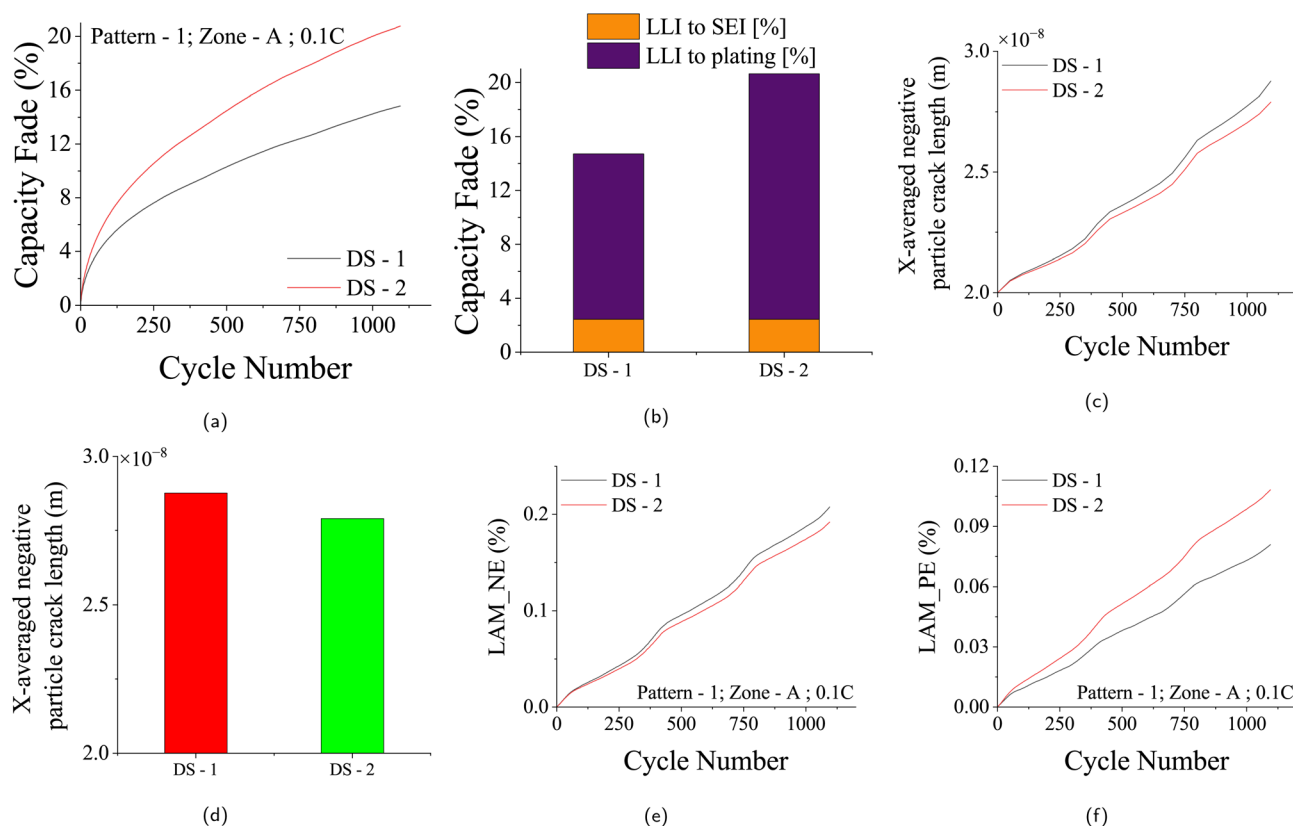 Pattern - 1; Zone - A ; 0.1C
20
16
12
8
4
0
Capacity Fade (%)
DS - 1
DS - 2
0 250 500 750 1000
Cycle Number
(a)
LLI to SEI [%]
LLI to plating [%]
20
16
12
8
4
0
Capacity Fade (%)
DS - 1 DS - 2
(b)
×10⁻⁸
3.0
2.5
2.0
X-averaged negative
particle crack length (m)
DS - 1
DS - 2
0 250 500 750 1000
Cycle Number
(c)
3.0 ×10⁻⁸
2.5
2.0
X-averaged negative
particle crack length (m)
DS - 1 DS - 2
(d)
0.2
0.1
0.0
LAM_NE (%)
DS - 1
DS - 2
Pattern - 1; Zone - A ; 0.1C
0 250 500 750 1000
Cycle Number
(e)
0.12
0.09
0.06
0.03
0.00
LAM_PE (%)
DS - 1
DS - 2
Pattern - 1; Zone - A ; 0.1C
0 250 500 750 1000
Cycle Number
(f)